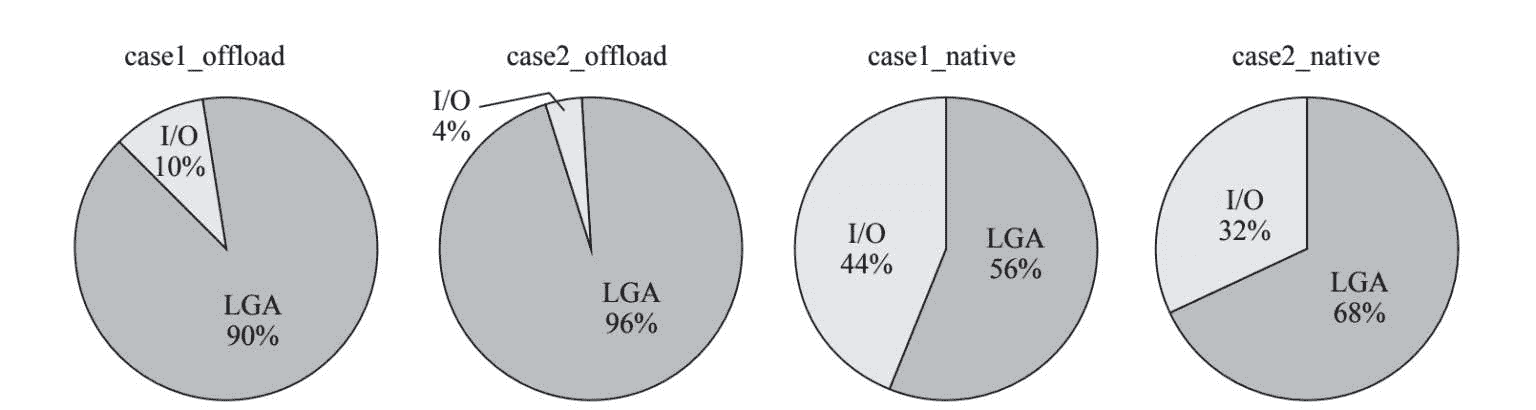 case1_offload
I/O
10%
LGA
90%
case2_offload
I/O
4%
LGA
96%
case1_native
I/O
44%
LGA
56%
case2_native
I/O
32%
LGA
68%